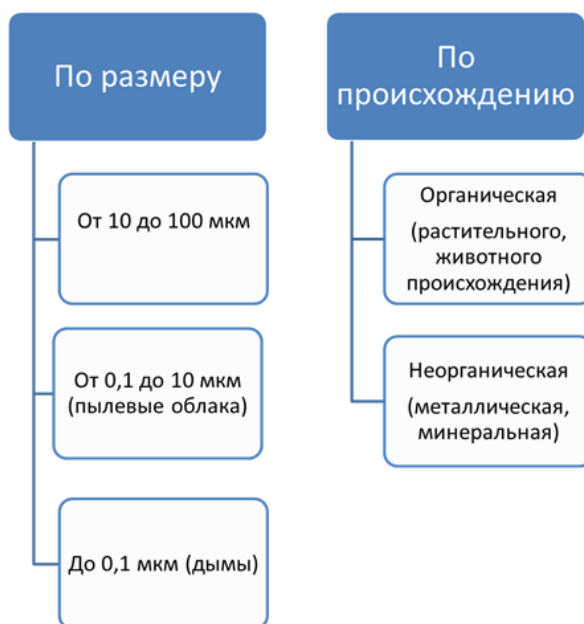 По размеру
От 10 до 100 мкм
От 0,1 до 10 мкм
(пылевые облака)
До 0,1 мкм (дымы)
По
происхождению
Органическая
(растительного,
животного
происхождения)
Неорганическая
(металлическая,
минеральная)